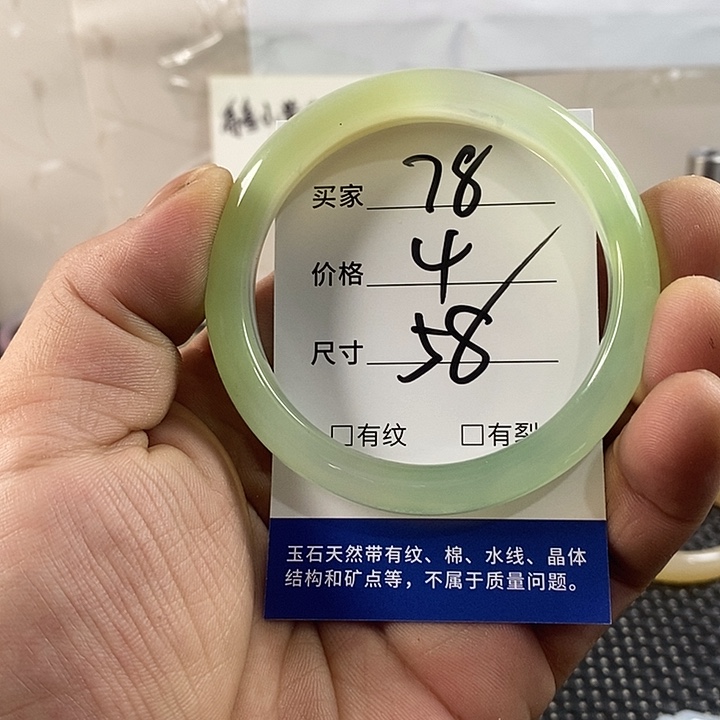 买家 78
价格 4
尺寸 58
□有纹 □有裂
玉石天然带有纹、棉、水线、晶体
结构和矿点等，不属于质量问题。